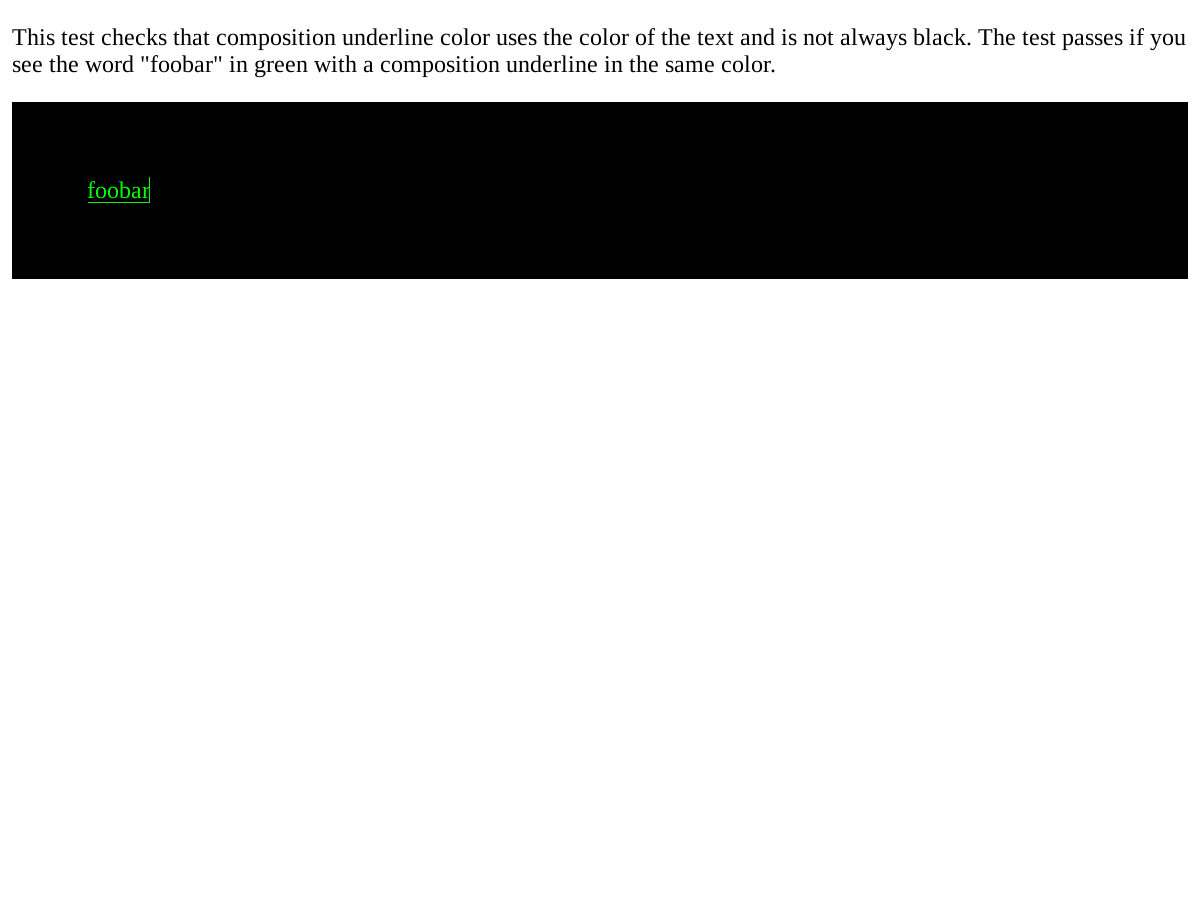 This test checks that composition underline color uses the color of the text and is not always black. The test passes if you
see the word "foobar" in green with a composition underline in the same color.
foobar